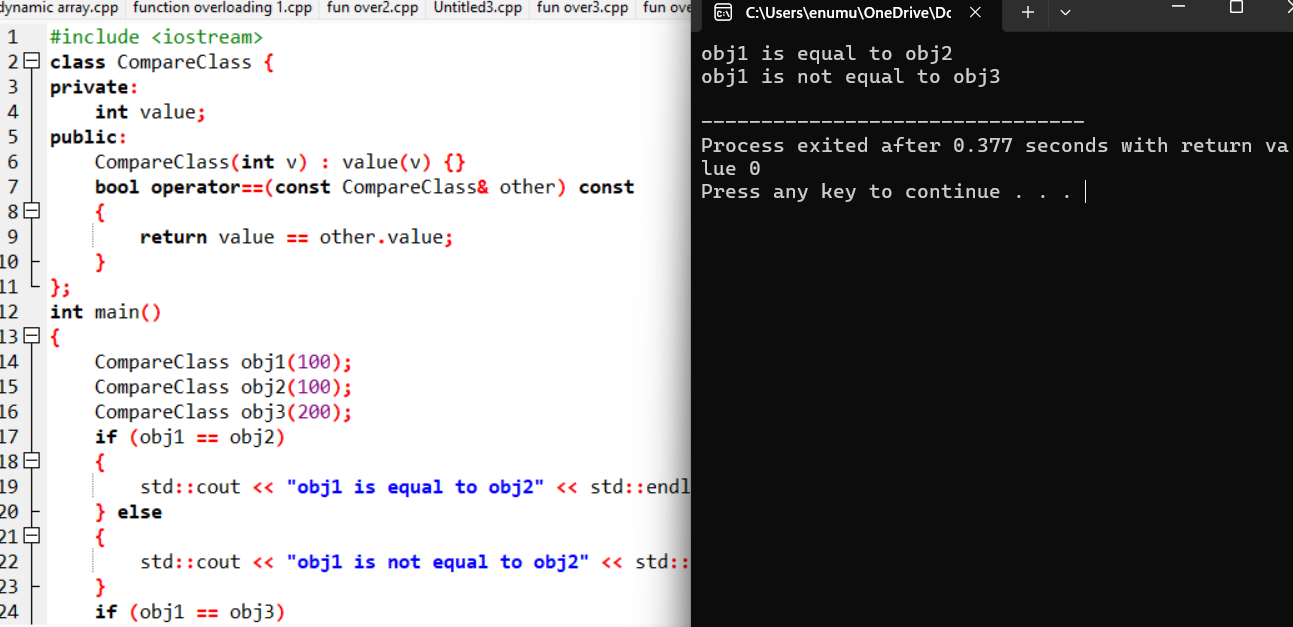 dynamic array.cpp function overloading 1.cpp fun over2.cpp Untitled3.cpp fun over3.cpp fun ove
1 #include <iostream>
2 class CompareClass {
3 private:
4 int value;
5 public:
6 CompareClass(int v) : value(v) {}
7 bool operator==(const CompareClass& other) const
8 {
9 return value == other.value;
10 }
11 };
12 int main()
13 {
14 CompareClass obj1(100);
15 CompareClass obj2(100);
16 CompareClass obj3(200);
17 if (obj1 == obj2)
18 {
19 std::cout << "obj1 is equal to obj2" << std::endl
20 } else
21 {
22 std::cout << "obj1 is not equal to obj2" << std::
23 }
24 if (obj1 == obj3)
C:\Users\enumu\OneDrive\Dc
obj1 is equal to obj2
obj1 is not equal to obj3
--------------------------------
Process exited after 0.377 seconds with return va
lue 0
Press any key to continue . . .